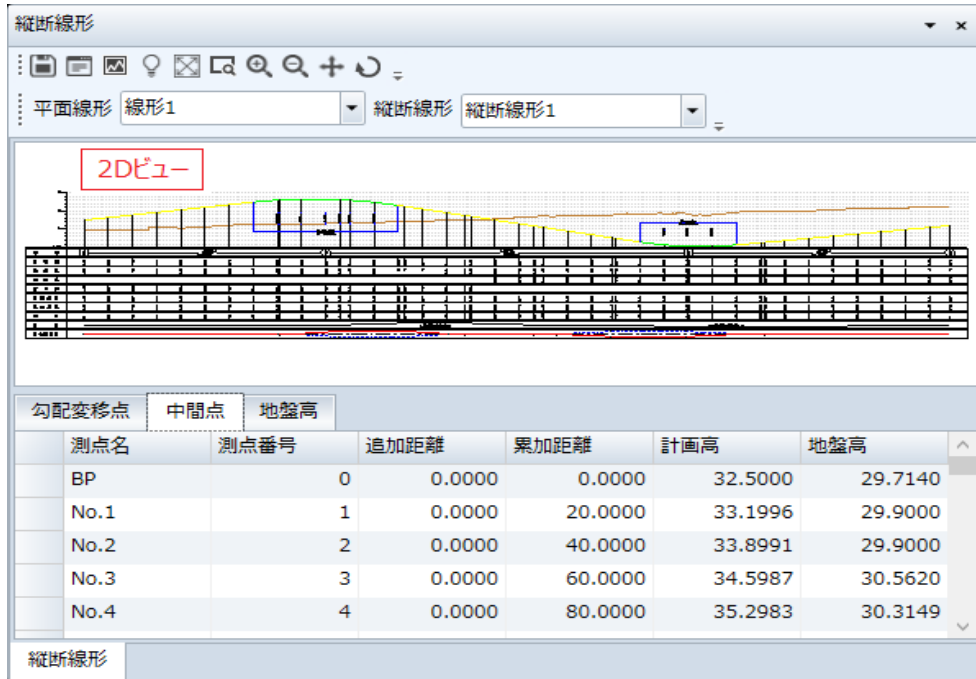 縦断線形
平面線形 線形1 縦断線形 縦断線形1
2Dビュー
勾配変移点 中間点 地盤高
測点名 測点番号 追加距離 累加距離 計画高 地盤高
BP 0 0.0000 0.0000 32.5000 29.7140
No.1 1 0.0000 20.0000 33.1996 29.9000
No.2 2 0.0000 40.0000 33.8991 29.9000
No.3 3 0.0000 60.0000 34.5987 30.5620
No.4 4 0.0000 80.0000 35.2983 30.3149
縦断線形